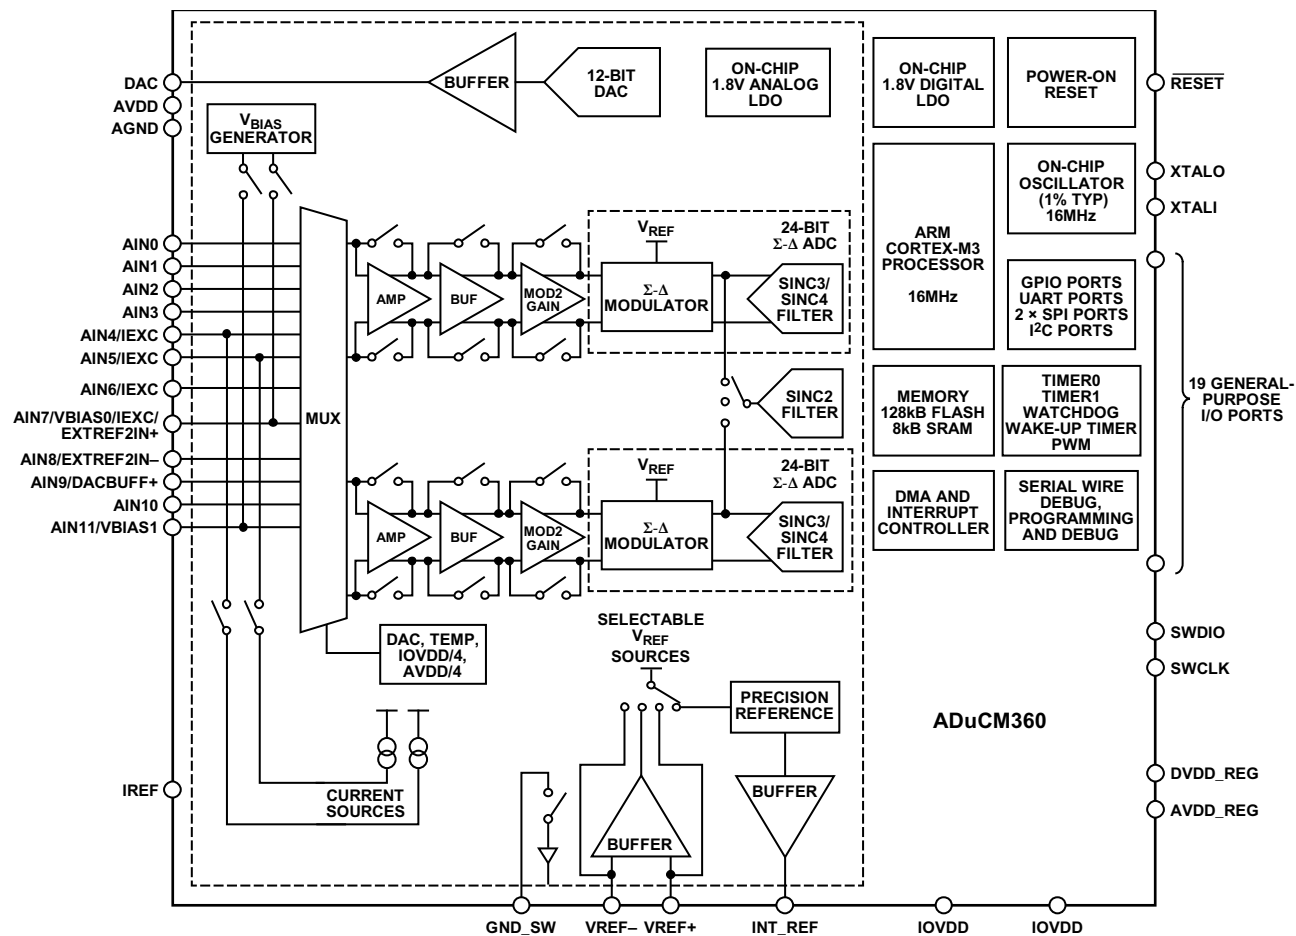 DAC
AVDD
AGND
VBIAS
GENERATOR
BUFFER
12-BIT
DAC
ON-CHIP
1.8V ANALOG
LDO
ON-CHIP
1.8V DIGITAL
LDO
POWER-ON
RESET
RESET
XTALO
XTALI
ARM
CORTEX-M3
PROCESSOR
16MHz
ON-CHIP
OSCILLATOR
(1% TYP)
16MHz
GPIO PORTS
UART PORTS
2 × SPI PORTS
I2C PORTS
AIN0
AIN1
AIN2
AIN3
AIN4/IEXC
AIN5/IEXC
AIN6/IEXC
AIN7/VBIAS0/IEXC/
EXTREF2IN+
AIN8/EXTREF2IN–
AIN9/DACBUFF+
AIN10
AIN11/VBIAS1
MUX
AMP
BUF
MOD2
GAIN
VREF
24-BIT
Σ-Δ ADC
Σ-Δ
MODULATOR
SINC3/
SINC4
FILTER
SINC2
FILTER
AMP
BUF
MOD2
GAIN
VREF
24-BIT
Σ-Δ ADC
Σ-Δ
MODULATOR
SINC3/
SINC4
FILTER
MEMORY
128kB FLASH
8kB SRAM
TIMER0
TIMER1
WATCHDOG
WAKE-UP TIMER
PWM
19 GENERAL-
PURPOSE
I/O PORTS
DMA AND
INTERRUPT
CONTROLLER
SERIAL WIRE
DEBUG,
PROGRAMMING
AND DEBUG
DAC, TEMP,
IOVDD/4,
AVDD/4
SELECTABLE
VREF
SOURCES
PRECISION
REFERENCE
SWDIO
SWCLK
ADuCM360
IREF
CURRENT
SOURCES
BUFFER
BUFFER
DVDD_REG
AVDD_REG
GND_SW
VREF–
VREF+
INT_REF
IOVDD
IOVDD